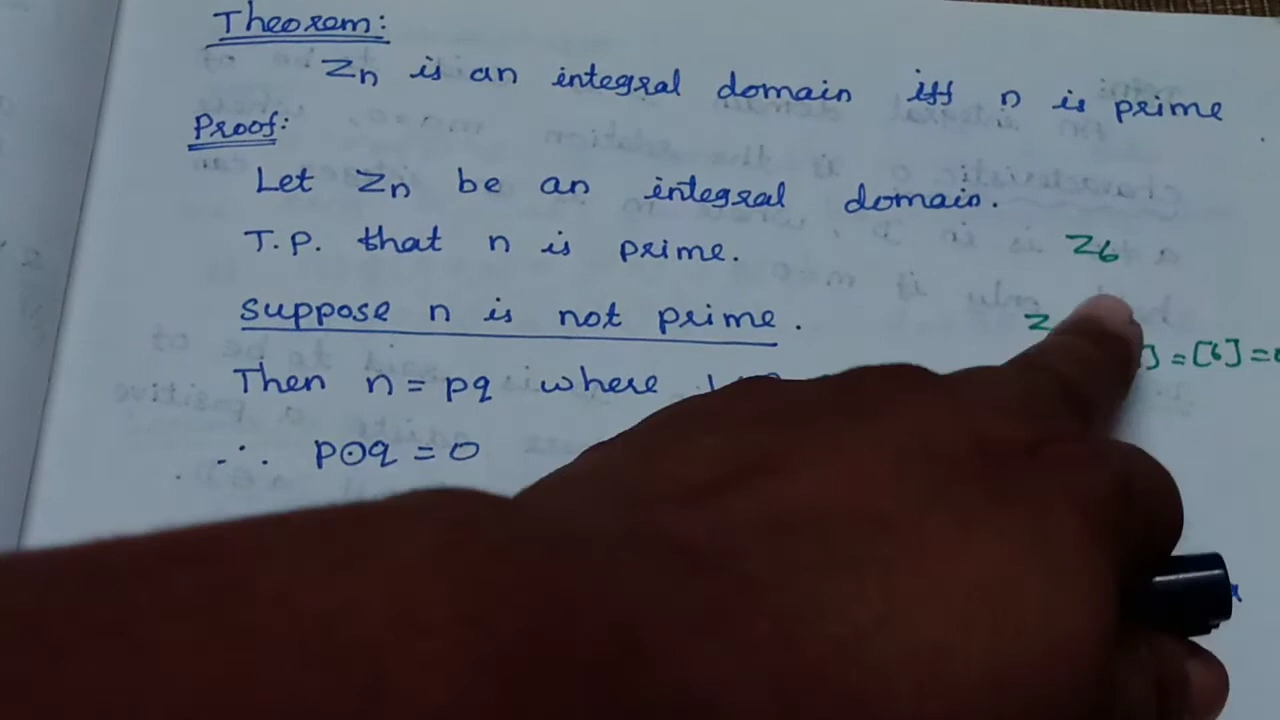 Theorem:
Zn is an integral domain iff n is prime
Proof:
Let Zn be an integral domain.
T.P. that n is prime.
Z6
Suppose n is not prime.
] = [6] =
Then n = pq where
∴ p⊙q = 0